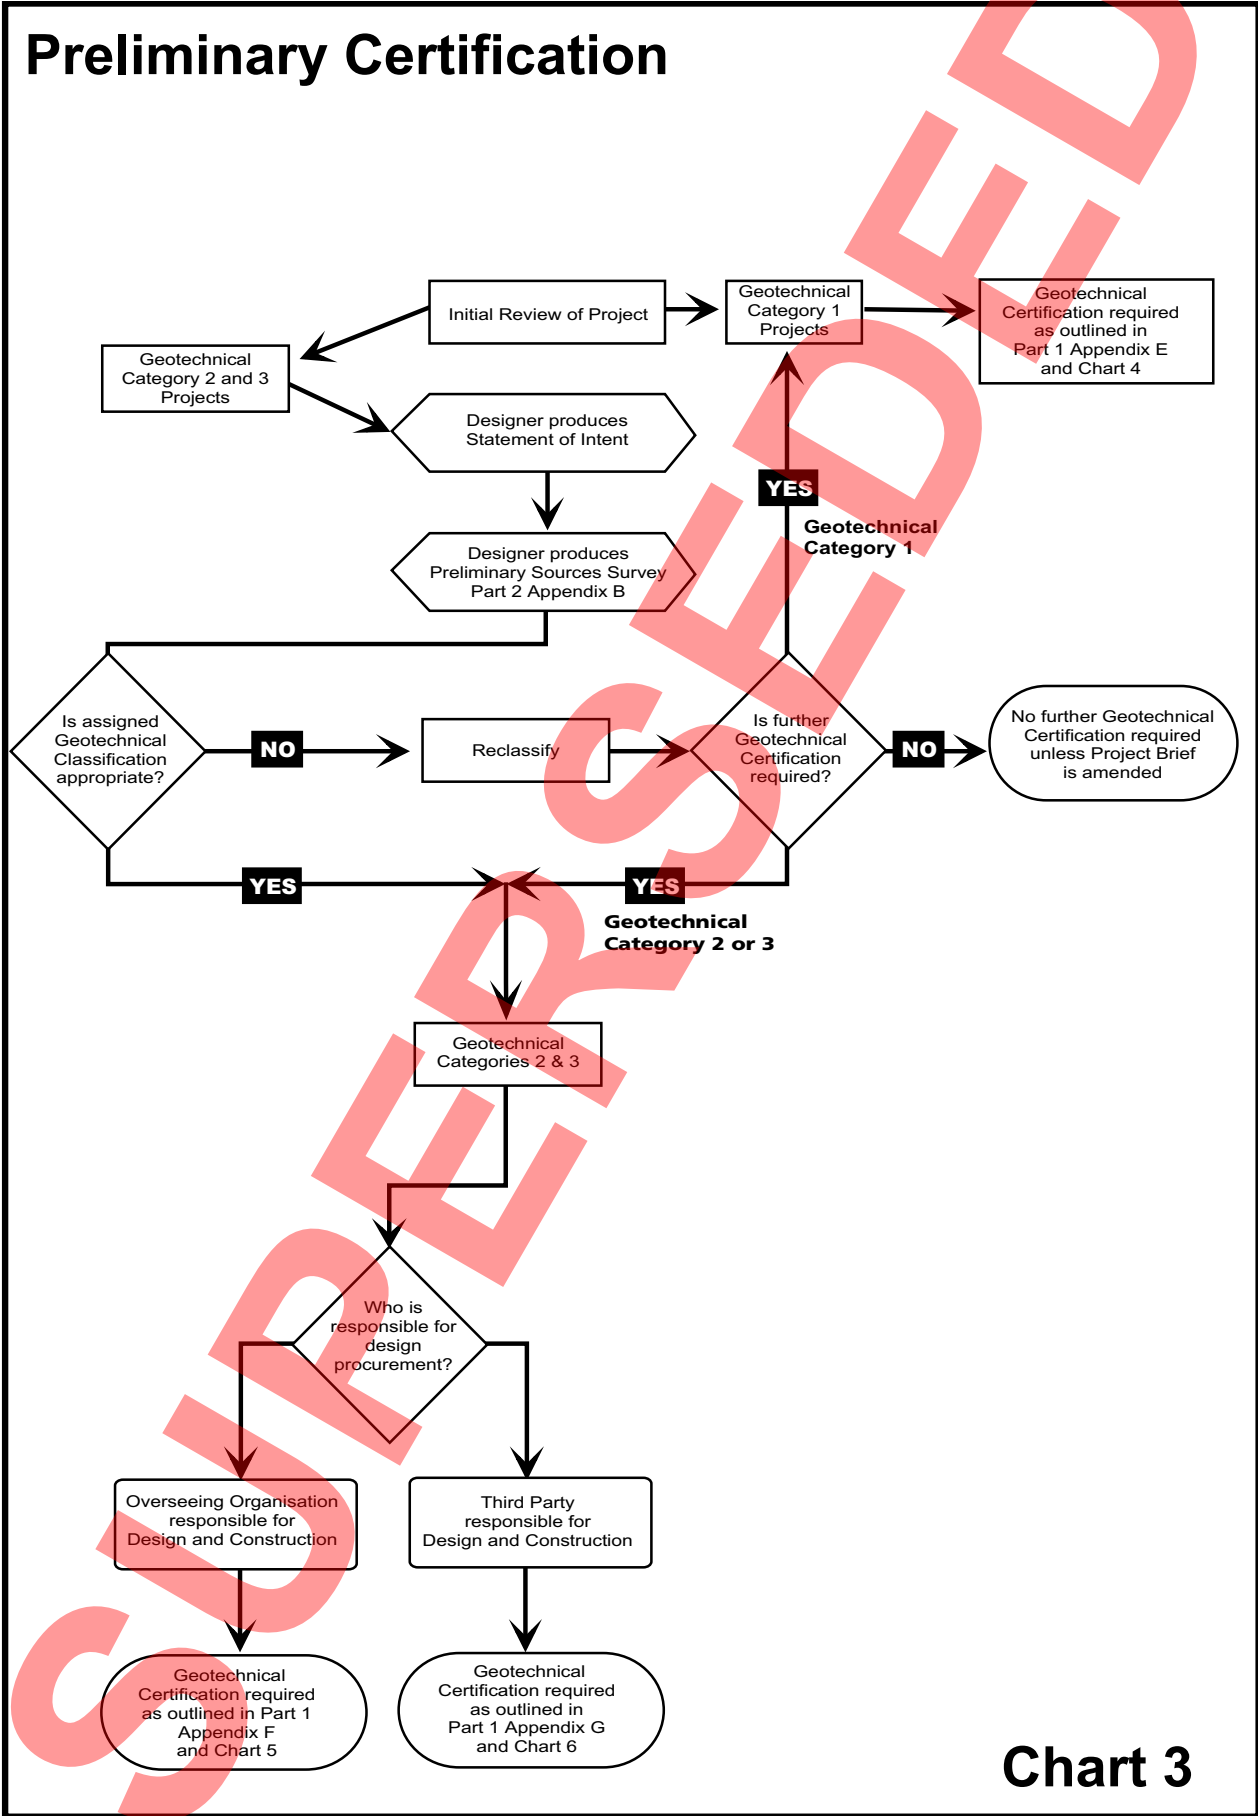 Preliminary Certification
Initial Review of Project
Geotechnical
Category 1
Projects
Geotechnical
Certification required
as outlined in
Part 1 Appendix E
and Chart 4
Geotechnical
Category 2 and 3
Projects
Designer produces
Statement of Intent
YES
Geotechnical
Category 1
Designer produces
Preliminary Sources Survey
Part 2 Appendix B
Is assigned
Geotechnical
Classification
appropriate?
NO
Reclassify
Is further
Geotechnical
Certification
required?
NO
No further Geotechnical
Certification required
unless Project Brief
is amended
YES
YES
Geotechnical
Category 2 or 3
Geotechnical
Categories 2 & 3
Who is
responsible for
design
procurement?
Overseeing Organisation
responsible for
Design and Construction
Third Party
responsible for
Design and Construction
Geotechnical
Certification required
as outlined in Part 1
Appendix F
and Chart 5
Geotechnical
Certification required
as outlined in
Part 1 Appendix G
and Chart 6
Chart 3
SUPERSEDED